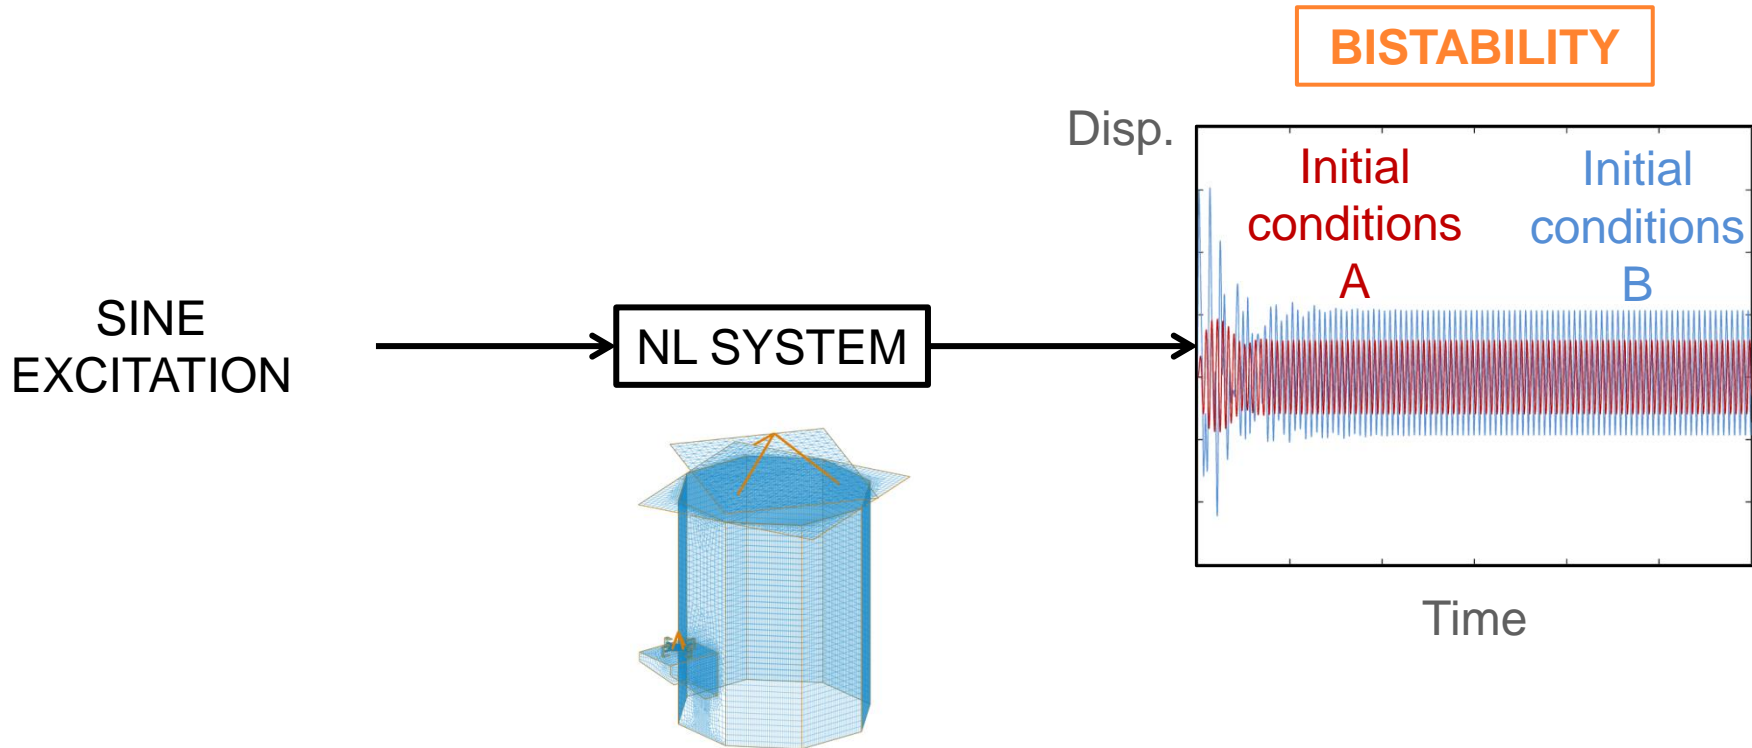 BISTABILITY
Disp.
Initial
conditions
A
Initial
conditions
B
SINE
EXCITATION
NL SYSTEM
Time